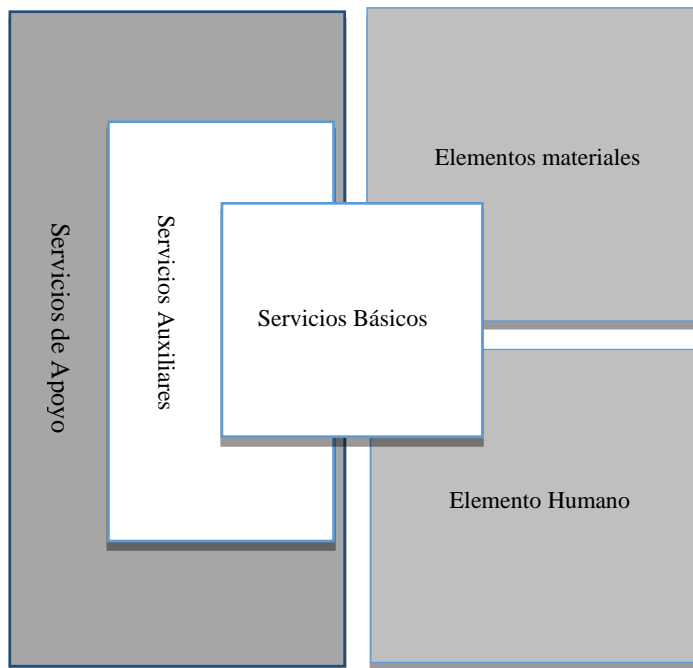 Servicios de Apoyo
Servicios Auxiliares
Servicios Básicos
Elementos materiales
Elemento Humano